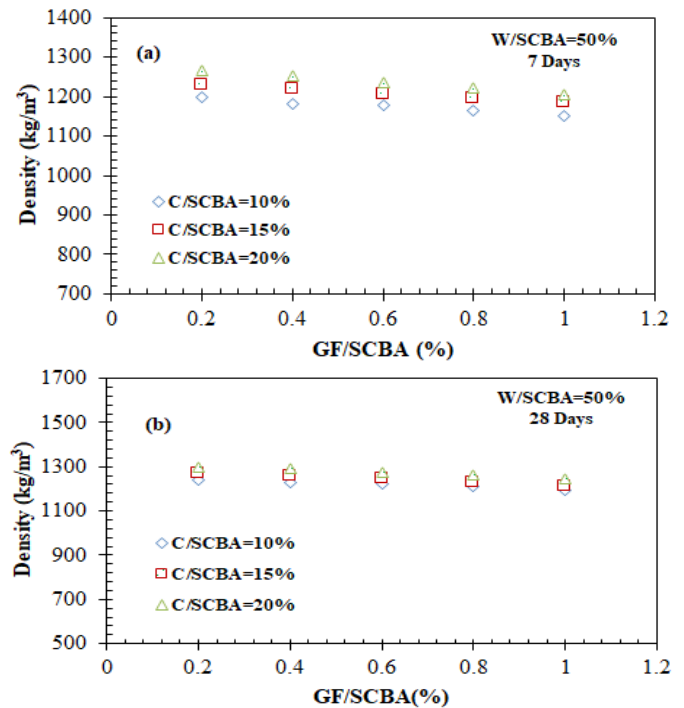 1400
1300
1200
1100
1000
900
800
700
Density (kg/m³)
(a)
W/SCBA=50%
7 Days
C/SCBA=10%
C/SCBA=15%
C/SCBA=20%
0 0.2 0.4 0.6 0.8 1 1.2
GF/SCBA (%)
1700
1500
1300
1100
900
700
500
Density (kg/m³)
(b)
W/SCBA=50%
28 Days
C/SCBA=10%
C/SCBA=15%
C/SCBA=20%
0 0.2 0.4 0.6 0.8 1 1.2
GF/SCBA(%)